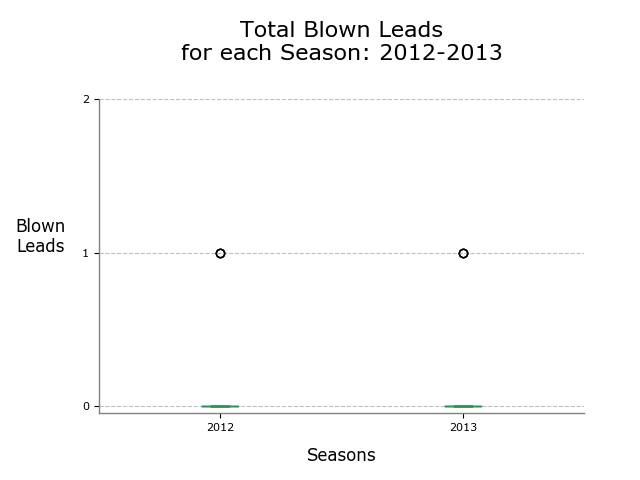 Total Blown Leads
for each Season: 2012-2013
2
Blown
Leads
1
0
2012
2013
Seasons